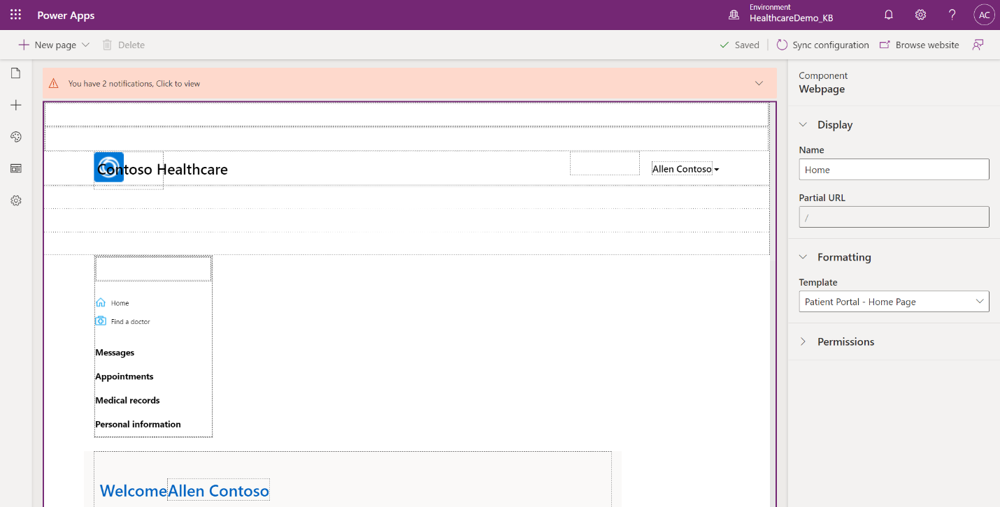 Power Apps
Environment
HealthcareDemo_KB
AC
New page
Delete
Saved
Sync configuration
Browse website
You have 2 notifications, Click to view
Contoso Healthcare
Allen Contoso
Home
Find a doctor
Messages
Appointments
Medical records
Personal information
WelcomeAllen Contoso
Component
Webpage
Display
Name
Home
Partial URL
/
Formatting
Template
Patient Portal - Home Page
Permissions